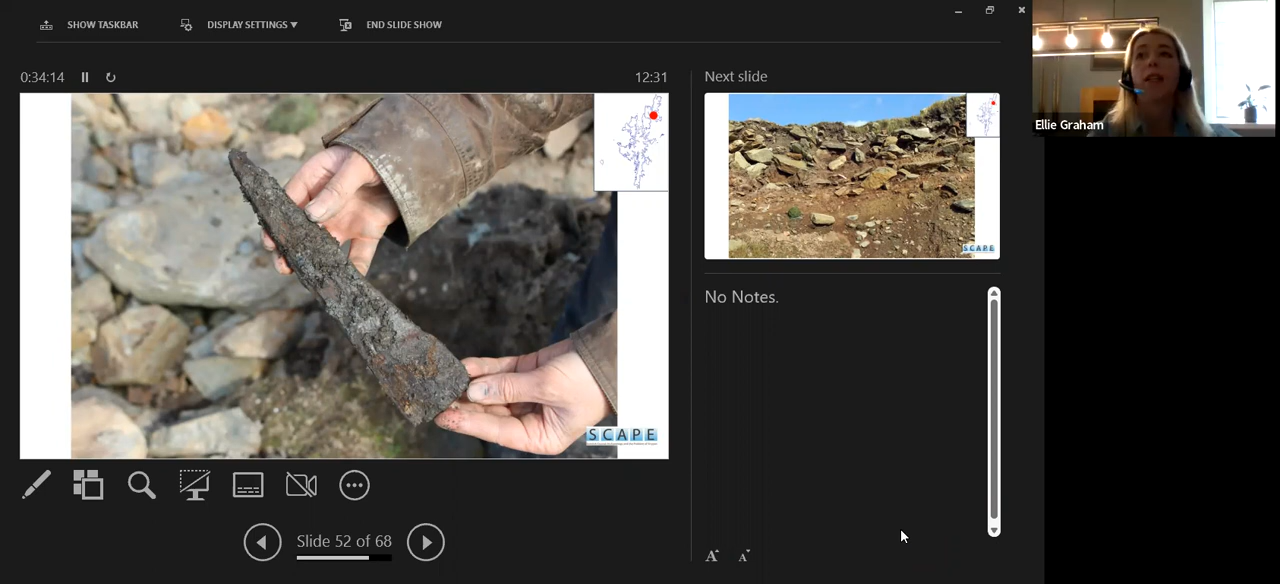 SHOW TASKBAR
DISPLAY SETTINGS ▼
END SLIDE SHOW
0:34:14
12:31
Next slide
Ellie Graham
SCAPE
SCAPE
No Notes.
Slide 52 of 68
A A